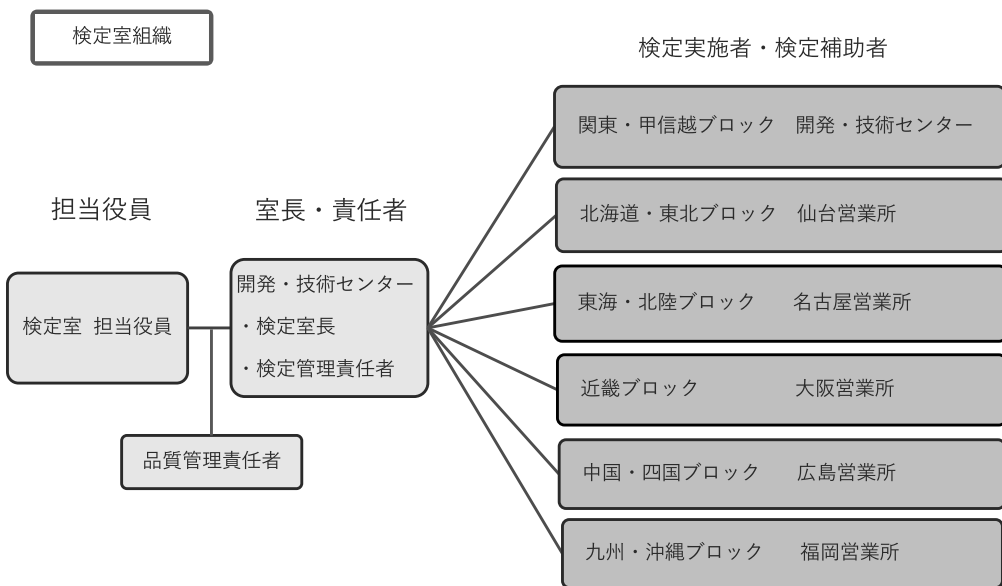 検定室組織
検定実施者・検定補助者
担当役員
室長・責任者
検定室 担当役員
開発・技術センター
・検定室長
・検定管理責任者
品質管理責任者
関東・甲信越ブロック 開発・技術センター
北海道・東北ブロック 仙台営業所
東海・北陸ブロック 名古屋営業所
近畿ブロック 大阪営業所
中国・四国ブロック 広島営業所
九州・沖縄ブロック 福岡営業所